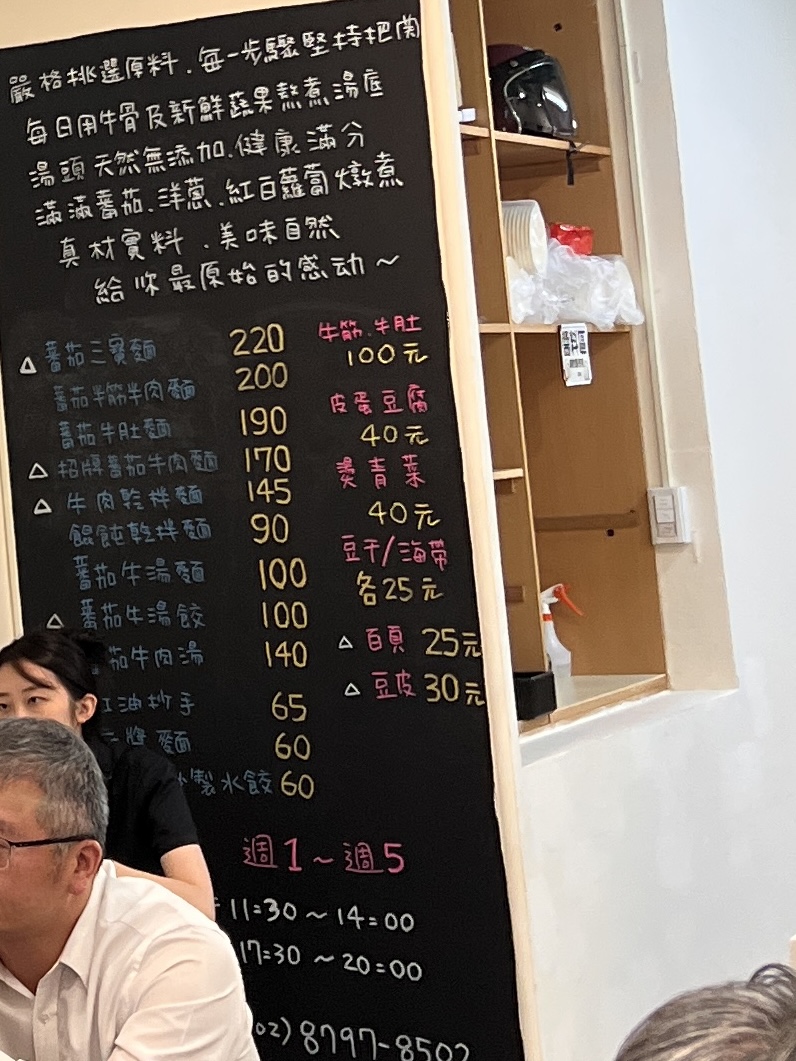 嚴格挑選原料．每一步驟堅持把関
每日用牛骨及新鮮蔬果熬煮湯底
湯頭天然無添加．健康滿分
滿滿蕃茄．洋蔥．紅白蘿蔔燉煮
真材實料．美味自然
給你最原始的感动～
△ 蕃茄三寶麵 220
蕃茄半筋半肉麵 200
蕃茄牛肚麵 190
△ 招牌蕃茄牛肉麵 170
△ 牛肉乾拌麵 145
餛飩乾拌麵 90
蕃茄牛湯麵 100
△ 蕃茄牛湯餃 100
茄牛肉湯 140
油抄手 65
醬麵 60
製水餃 60
牛筋．牛肚
100元
皮蛋豆腐
40元
燙青菜
40元
豆干/海帶
各25元
△ 百頁 25元
△ 豆皮 30元
週1～週5
11:30～14:00
17:30～20:00
02) 8797-8502